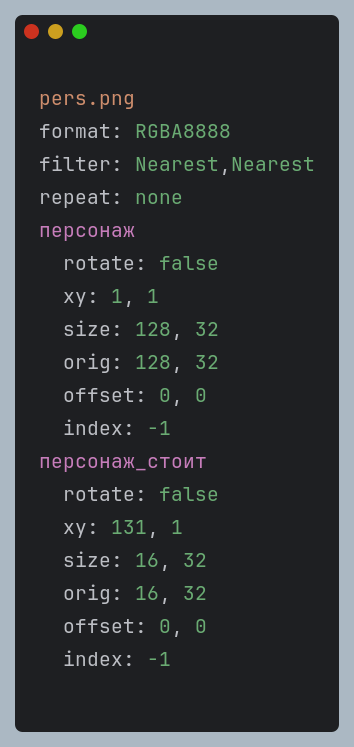 pers.png
format: RGBA8888
filter: Nearest,Nearest
repeat: none
персонаж
  rotate: false
  xy: 1, 1
  size: 128, 32
  orig: 128, 32
  offset: 0, 0
  index: -1
персонаж_стоит
  rotate: false
  xy: 131, 1
  size: 16, 32
  orig: 16, 32
  offset: 0, 0
  index: -1